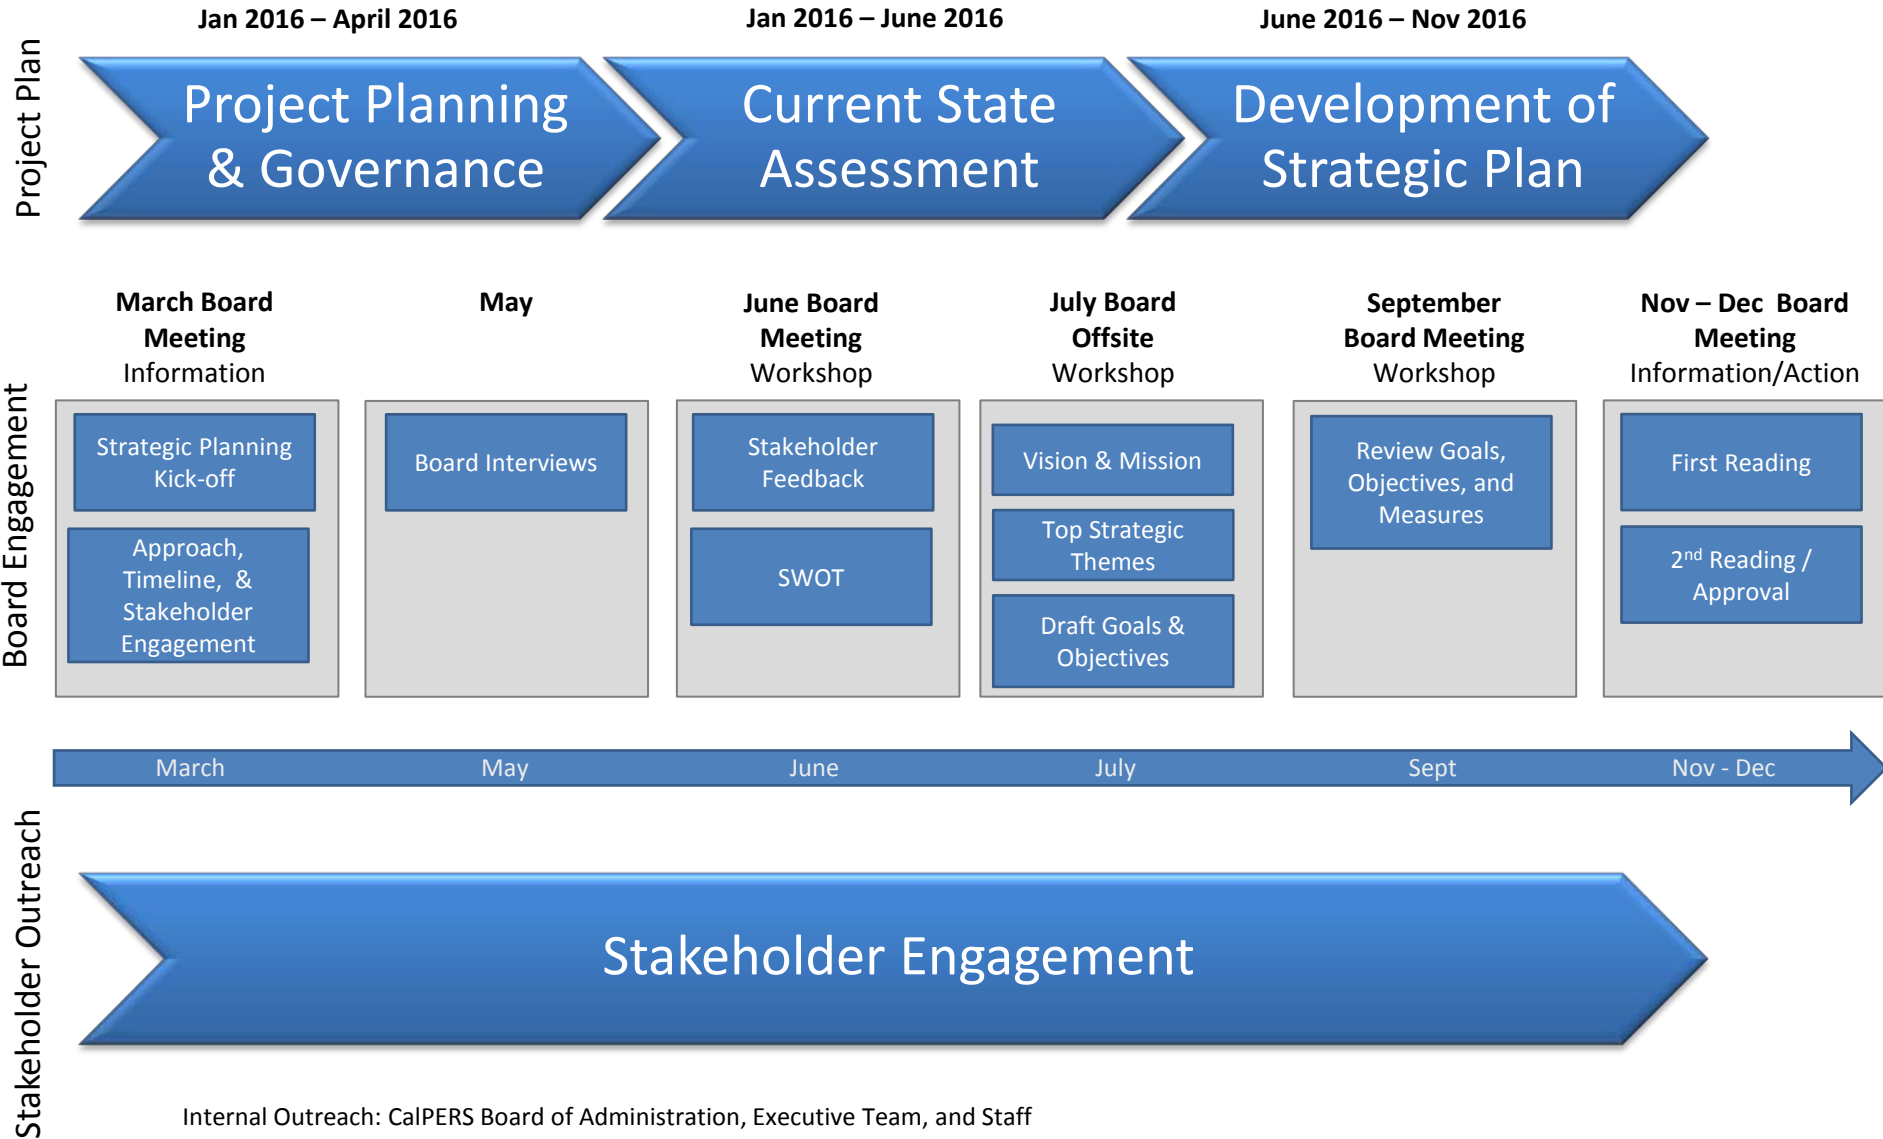 Jan 2016 – April 2016
Jan 2016 – June 2016
June 2016 – Nov 2016
Project Plan
Project Planning
& Governance
Current State
Assessment
Development of
Strategic Plan
Board Engagement
March Board
Meeting
Information
Strategic Planning
Kick-off
Approach,
Timeline, &
Stakeholder
Engagement
May
Board Interviews
June Board
Meeting
Workshop
Stakeholder
Feedback
SWOT
July Board
Offsite
Workshop
Vision & Mission
Top Strategic
Themes
Draft Goals &
Objectives
September
Board Meeting
Workshop
Review Goals,
Objectives, and
Measures
Nov – Dec Board
Meeting
Information/Action
First Reading
2nd Reading /
Approval
March
May
June
July
Sept
Nov - Dec
Stakeholder Outreach
Stakeholder Engagement
Internal Outreach: CalPERS Board of Administration, Executive Team, and Staff